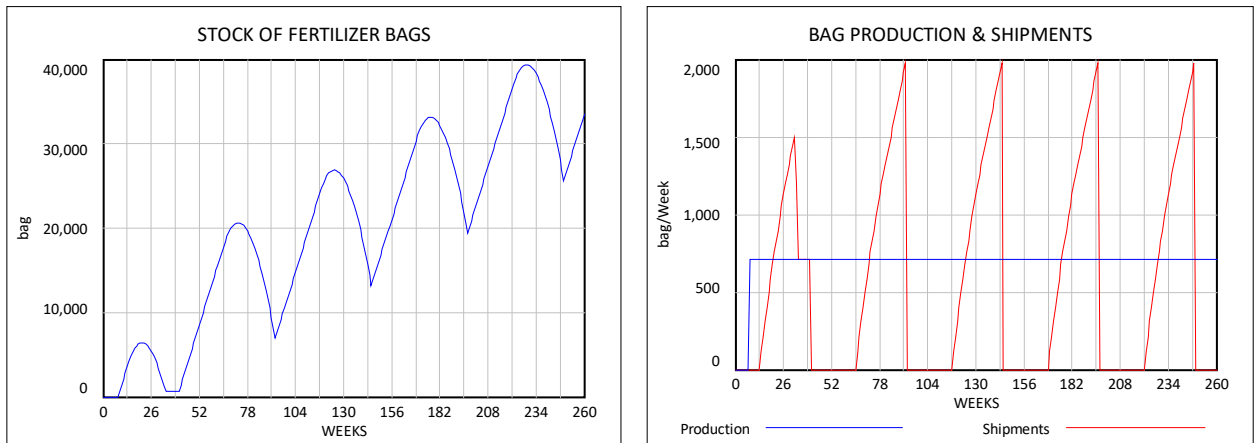 STOCK OF FERTILIZER BAGS
40,000
30,000
20,000
10,000
0
bag
0 26 52 78 104 130 156 182 208 234 260
WEEKS
BAG PRODUCTION & SHIPMENTS
2,000
1,500
1,000
500
0
bag/Week
0 26 52 78 104 130 156 182 208 234 260
WEEKS
Production Shipments